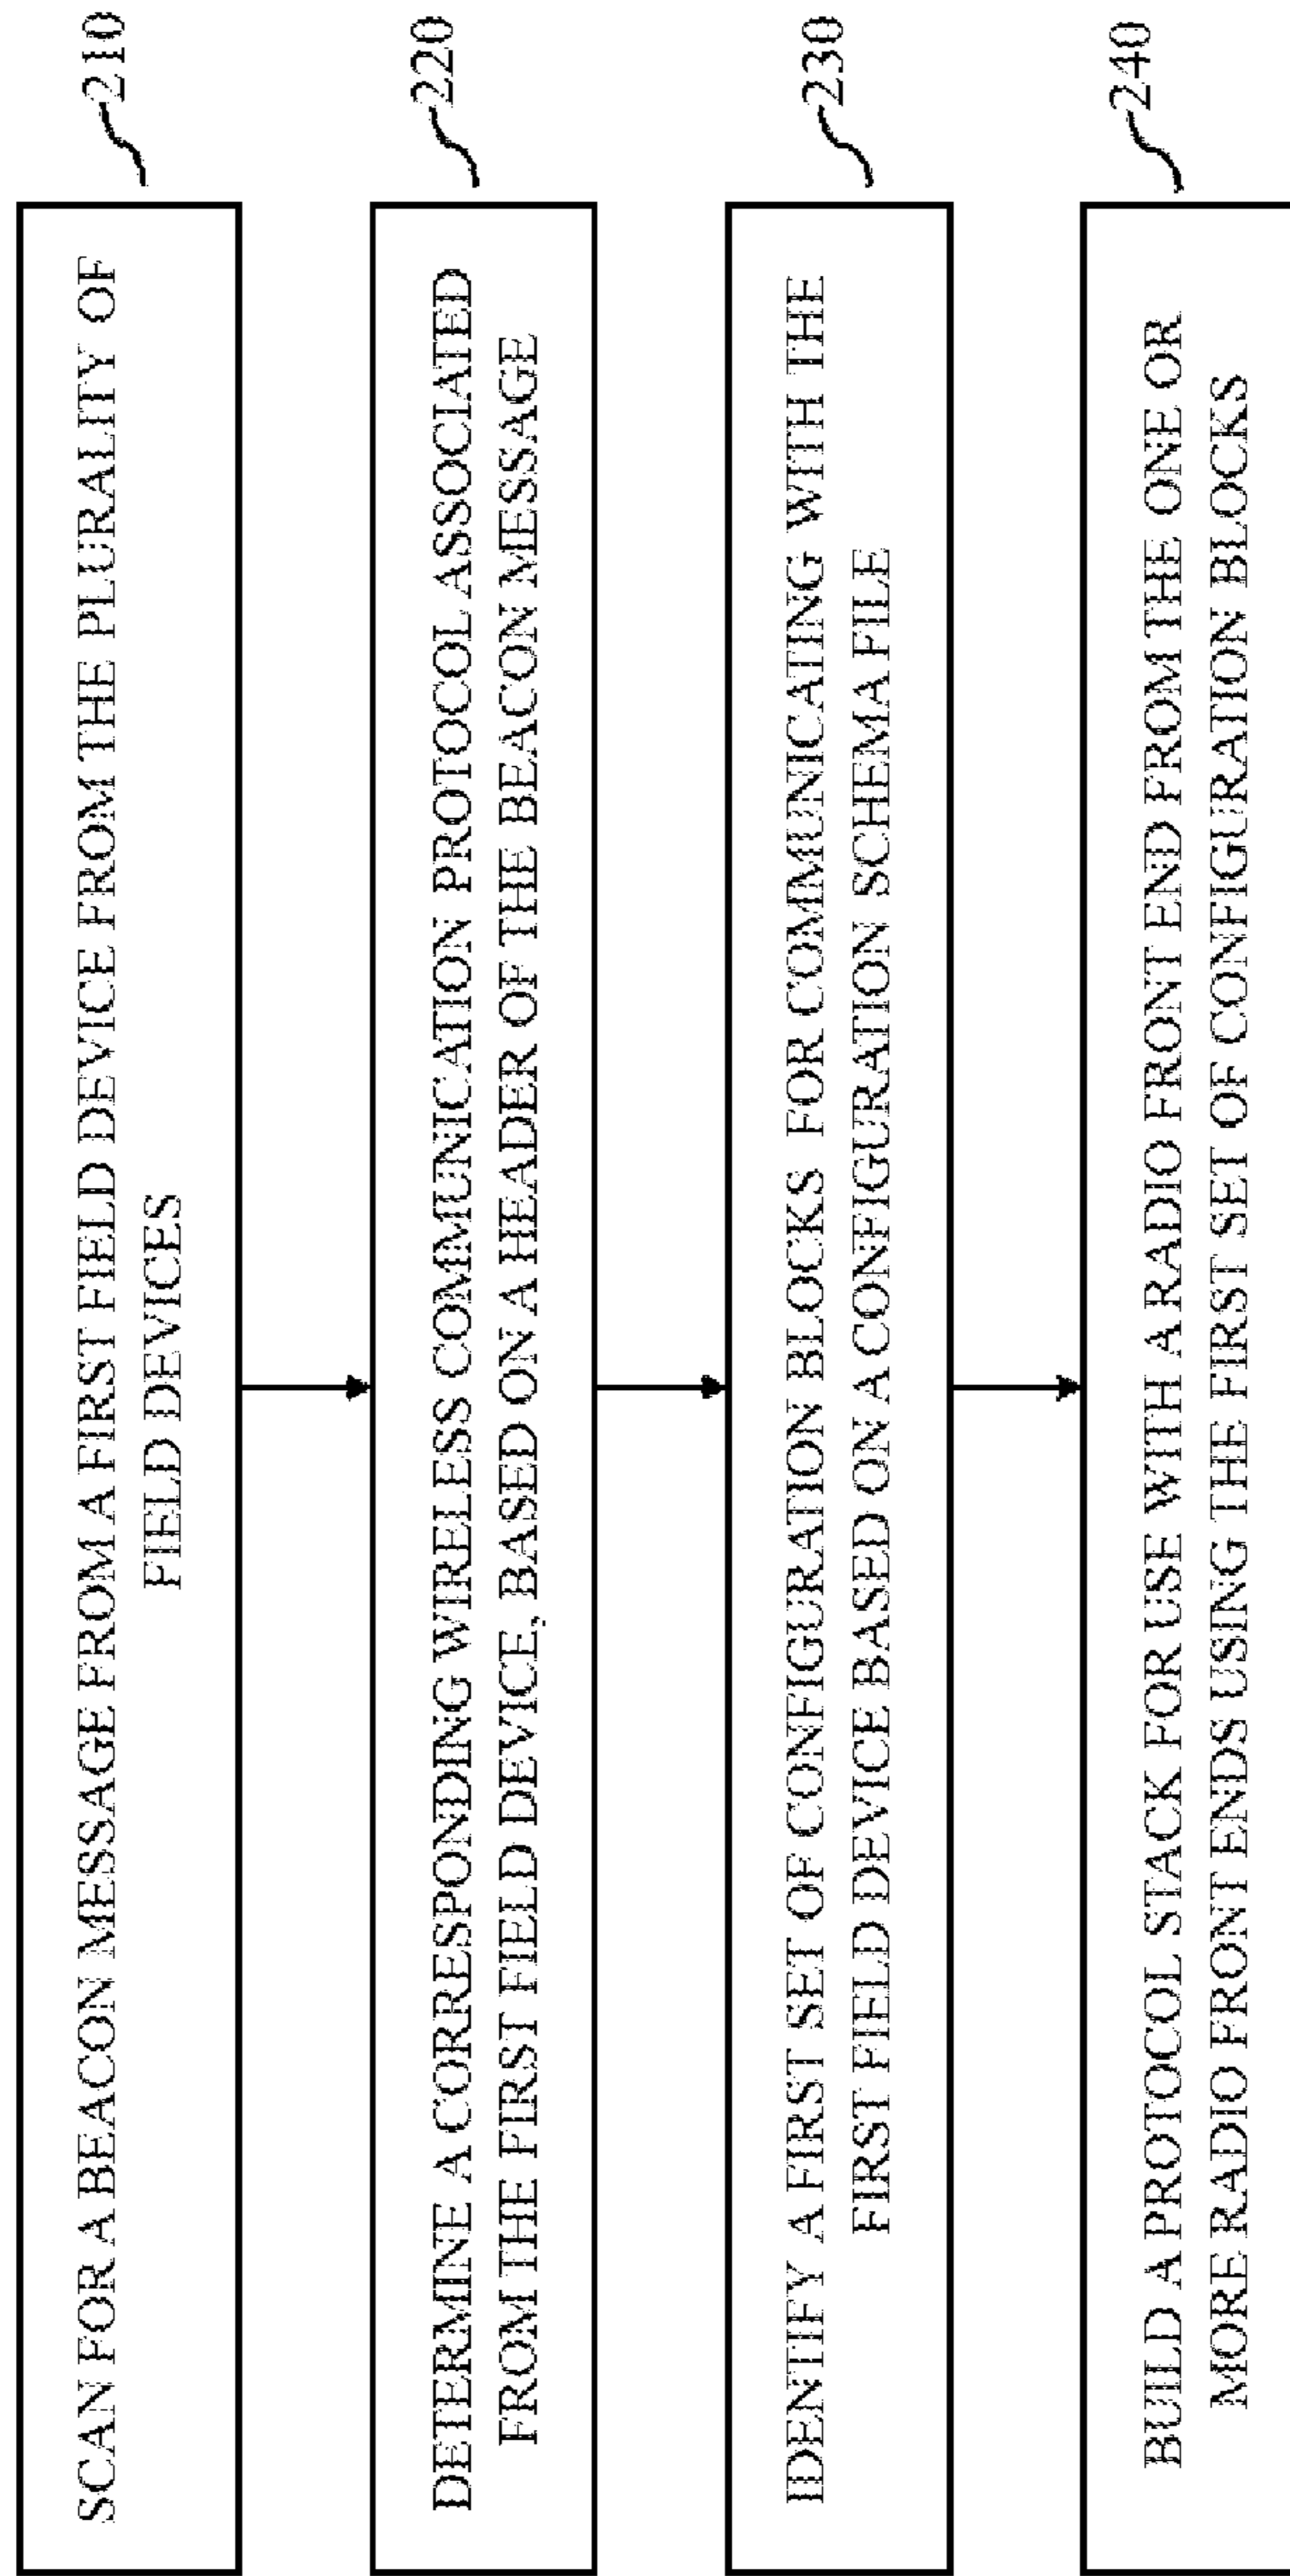 SCAN FOR A BEACON MESSAGE FROM A FIRST FIELD DEVICE FROM THE PLURALITY OF
FIELD DEVICES
210
DETERMINE A CORRESPONDING WIRELESS COMMUNICATION PROTOCOL ASSOCIATED
FROM THE FIRST FIELD DEVICE, BASED ON A HEADER OF THE BEACON MESSAGE
220
IDENTIFY A FIRST SET OF CONFIGURATION BLOCKS FOR COMMUNICATING WITH THE
FIRST FIELD DEVICE BASED ON A CONFIGURATION SCHEMA FILE
230
BUILD A PROTOCOL STACK FOR USE WITH A RADIO FRONT END FROM THE ONE OR
MORE RADIO FRONT ENDS USING THE FIRST SET OF CONFIGURATION BLOCKS
240